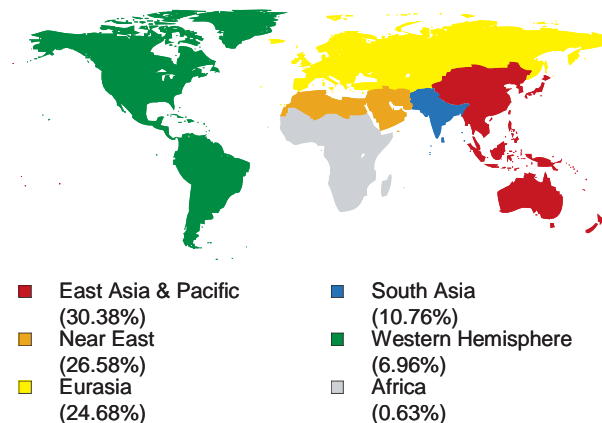 East Asia & Pacific
(30.38%)
Near East
(26.58%)
Eurasia
(24.68%)
South Asia
(10.76%)
Western Hemisphere
(6.96%)
Africa
(0.63%)